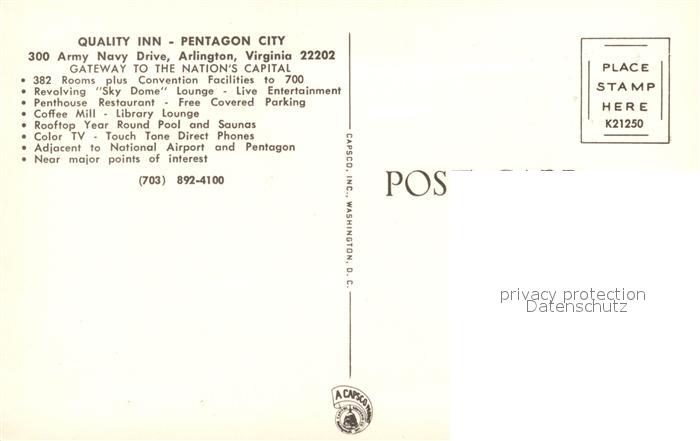 QUALITY INN - PENTAGON CITY
300 Army Navy Drive, Arlington, Virginia 22202
GATEWAY TO THE NATION'S CAPITAL
• 382 Rooms plus Convention Facilities to 700
• Revolving "Sky Dome" Lounge - Live Entertainment
• Penthouse Restaurant - Free Covered Parking
• Coffee Mill - Library Lounge
• Rooftop Year Round Pool and Saunas
• Color TV - Touch Tone Direct Phones
• Adjacent to National Airport and Pentagon
• Near major points of interest
(703) 892-4100
CAPSCO, INC., WASHINGTON, D. C.
A CAPSCO
PLACE
STAMP
HERE
K21250
POST
privacy protection
Datenschutz